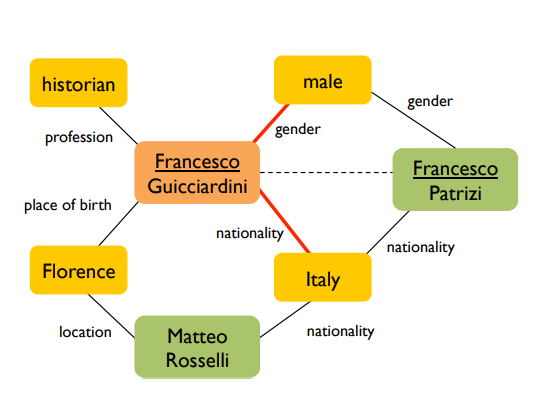 historian
male
gender
profession
gender
Francesco
Guicciardini
Francesco
Patrizi
place of birth
nationality
nationality
Florence
Italy
location
Matteo
Rosselli
nationality